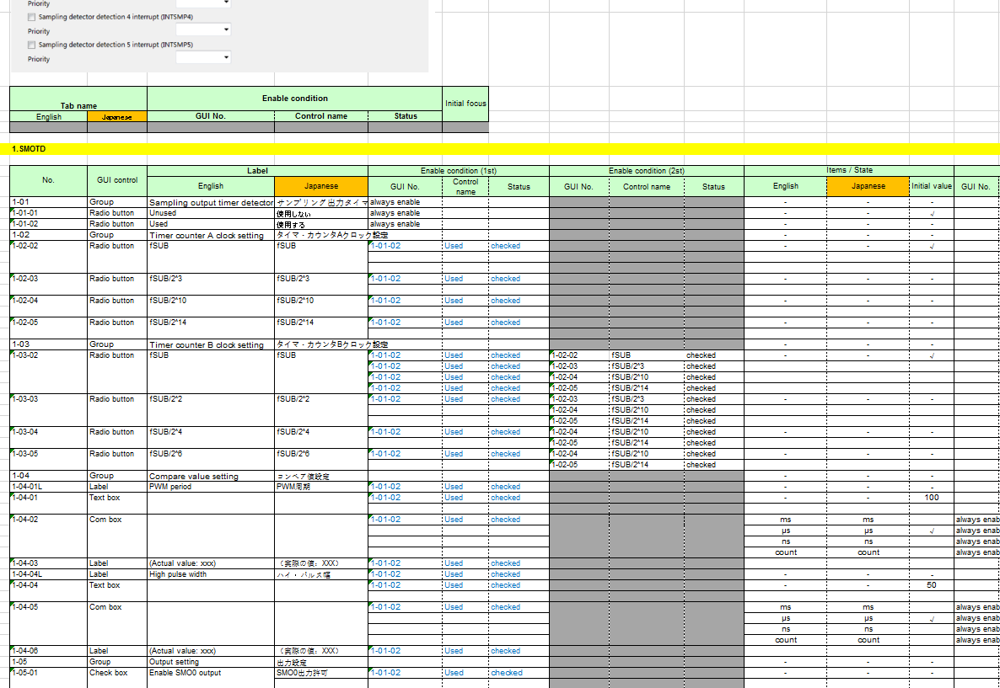 Priority
Sampling detector detection 4 interrupt (INTSMP4)
Priority
Sampling detector detection 5 interrupt (INTSMP5)
Priority
Tab name Enable condition Initial focus
English Japanese GUI No. Control name Status
1.SMOTD
No. GUI control Label Enable condition (1st) Enable condition (2st) Items / State
English Japanese GUI No. Control name Status GUI No. Control name Status English Japanese Initial value GUI No.
1-01 Group Sampling output timer detector サンプリング出力タイマ always enable - - -
1-01-01 Radio button Unused 使用しない always enable - - √
1-01-02 Radio button Used 使用する always enable - - -
1-02 Group Timer counter A clock setting タイマ・カウンタAクロック設定 - - -
1-02-02 Radio button fSUB fSUB 1-01-02 Used checked - - √
1-02-03 Radio button fSUB/2^3 fSUB/2^3 1-01-02 Used checked - - -
1-02-04 Radio button fSUB/2^10 fSUB/2^10 1-01-02 Used checked - - -
1-02-05 Radio button fSUB/2^14 fSUB/2^14 1-01-02 Used checked - - -
1-03 Group Timer counter B clock setting タイマ・カウンタBクロック設定 - - -
1-03-02 Radio button fSUB fSUB 1-01-02 Used checked 1-02-02 fSUB checked - - √
1-01-02 Used checked 1-02-03 fSUB/2^3 checked
1-01-02 Used checked 1-02-04 fSUB/2^10 checked
1-01-02 Used checked 1-02-05 fSUB/2^14 checked
1-03-03 Radio button fSUB/2^2 fSUB/2^2 1-01-02 Used checked 1-02-03 fSUB/2^3 checked - - -
1-02-04 fSUB/2^10 checked
1-02-05 fSUB/2^14 checked
1-03-04 Radio button fSUB/2^4 fSUB/2^4 1-01-02 Used checked 1-02-04 fSUB/2^10 checked - - -
1-02-05 fSUB/2^14 checked
1-03-05 Radio button fSUB/2^6 fSUB/2^6 1-01-02 Used checked 1-02-04 fSUB/2^10 checked - - -
1-02-05 fSUB/2^14 checked
1-04 Group Compare value setting コンペア値設定 - - -
1-04-01L Label PWM period PWM周期 1-01-02 Used checked - - -
1-04-01 Text box 1-01-02 Used checked - - 100
1-04-02 Com box 1-01-02 Used checked ms ms always enab
µs µs √ always enab
ns ns always enab
count count always enab
1-04-03 Label (Actual value: xxx) （実際の値：XXX） 1-01-02 Used checked
1-04-04L Label High pulse width ハイ・パルス幅 1-01-02 Used checked - - -
1-04-04 Text box 1-01-02 Used checked - - 50
1-04-05 Com box 1-01-02 Used checked ms ms always enab
µs µs √ always enab
ns ns always enab
count count always enab
1-04-06 Label (Actual value: xxx) （実際の値：XXX） 1-01-02 Used checked
1-05 Group Output setting 出力設定 - - -
1-05-01 Check box Enable SMO0 output SMO0出力許可 1-01-02 Used checked - - -